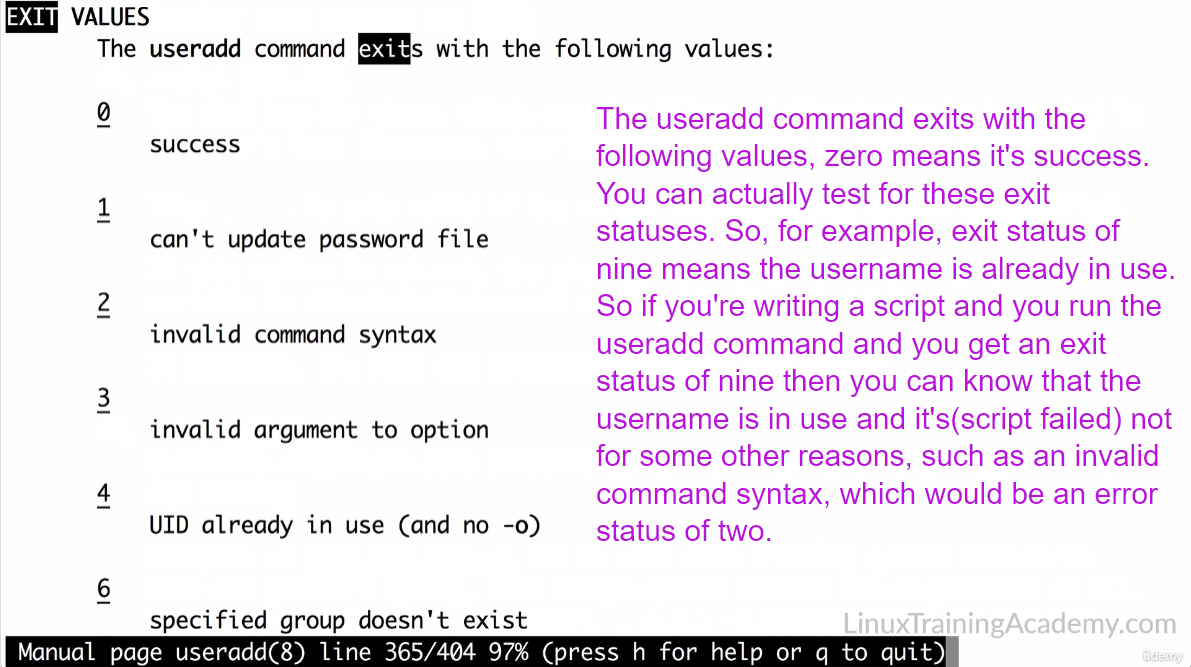 EXIT VALUES
The useradd command exits with the following values:
0
success
1
can't update password file
2
invalid command syntax
3
invalid argument to option
4
UID already in use (and no -o)
6
specified group doesn't exist
The useradd command exits with the
following values, zero means it's success.
You can actually test for these exit
statuses. So, for example, exit status of
nine means the username is already in use.
So if you're writing a script and you run the
useradd command and you get an exit
status of nine then you can know that the
username is in use and it's(script failed) not
for some other reasons, such as an invalid
command syntax, which would be an error
status of two.
LinuxTrainingAcademy.com
Manual page useradd(8) line 365/404 97% (press h for help or q to quit)
ûdemy